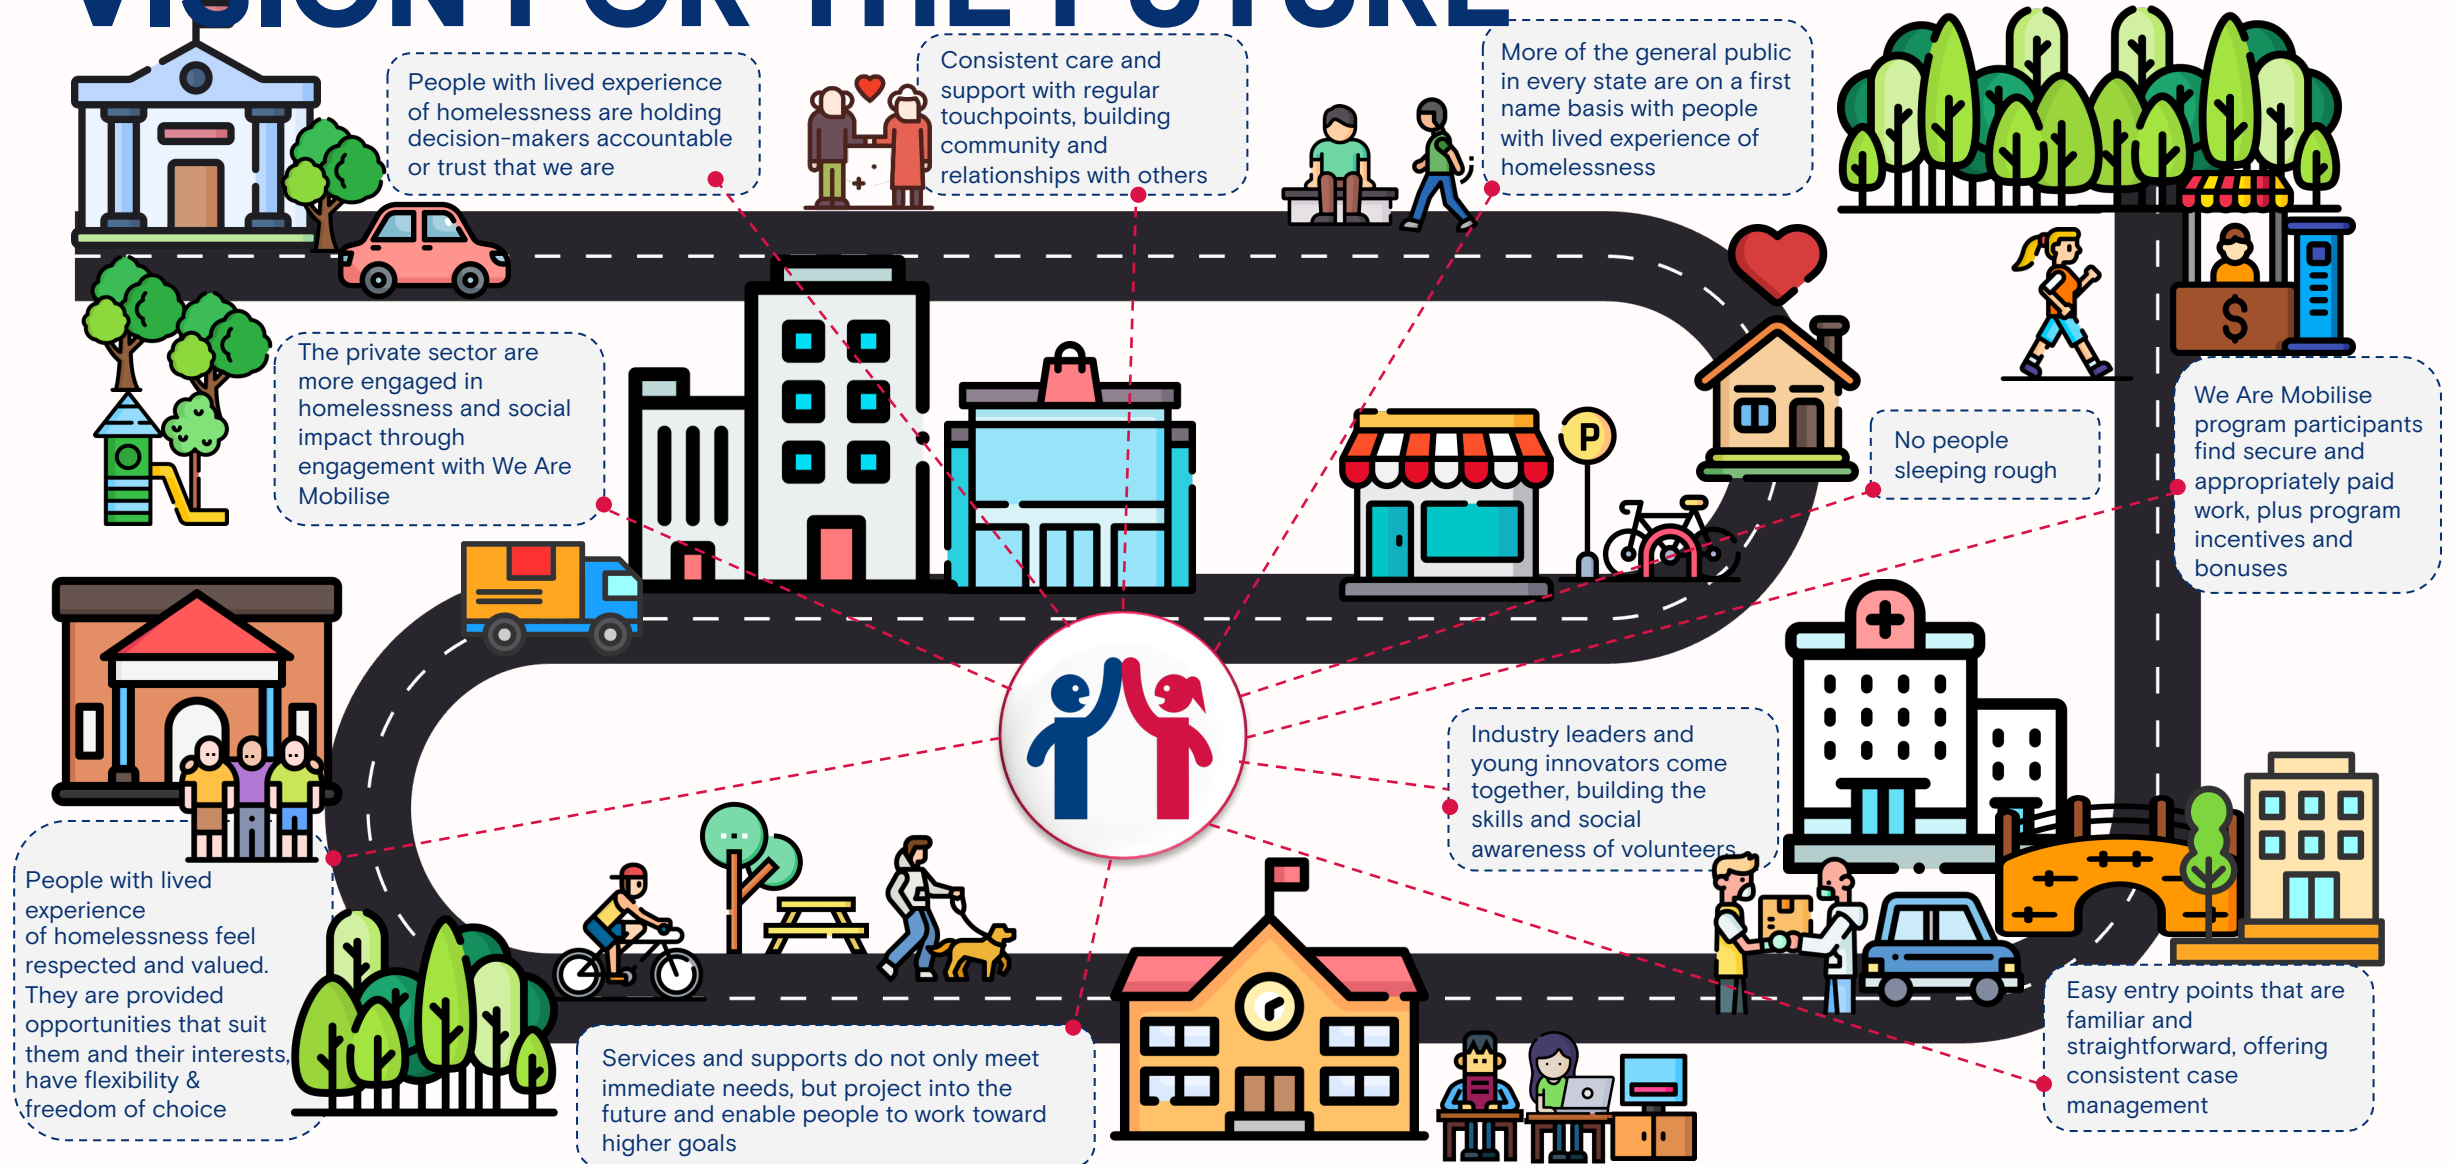 VISION FOR THE FUTURE
People with lived experience
of homelessness are holding
decision-makers accountable
or trust that we are
Consistent care and
support with regular
touchpoints, building
community and
relationships with others
More of the general public
in every state are on a first
name basis with people
with lived experience of
homelessness
The private sector are
more engaged in
homelessness and social
impact through
engagement with We Are
Mobilise
P
$
No people
sleeping rough
We Are Mobilise
program participants
find secure and
appropriately paid
work, plus program
incentives and
bonuses
Industry leaders and
young innovators come
together, building the
skills and social
awareness of volunteers
People with lived
experience
of homelessness feel
respected and valued.
They are provided
opportunities that suit
them and their interests,
have flexibility &
freedom of choice
Services and supports do not only meet
immediate needs, but project into the
future and enable people to work toward
higher goals
Easy entry points that are
familiar and
straightforward, offering
consistent case
management